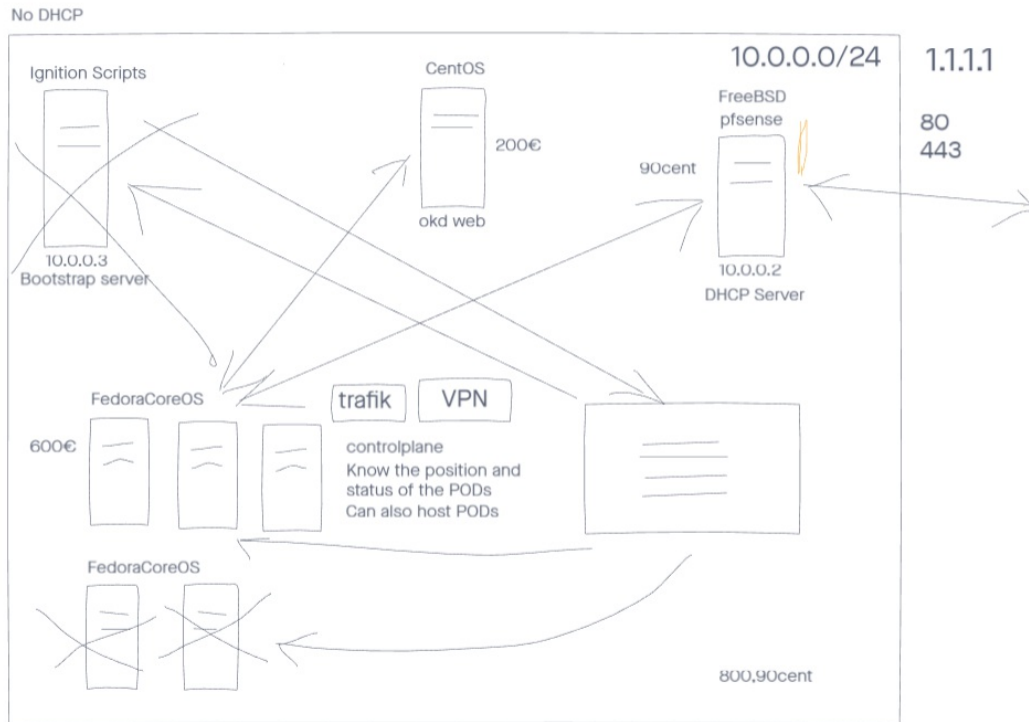 No DHCP
Ignition Scripts
10.0.0.3
Bootstrap server
CentOS
200€
okd web
10.0.0.0/24
FreeBSD
pfsense
90cent
10.0.0.2
DHCP Server
1.1.1.1
80
443
FedoraCoreOS
600€
trafik
VPN
controlplane
Know the position and
status of the PODs
Can also host PODs
FedoraCoreOS
800,90cent